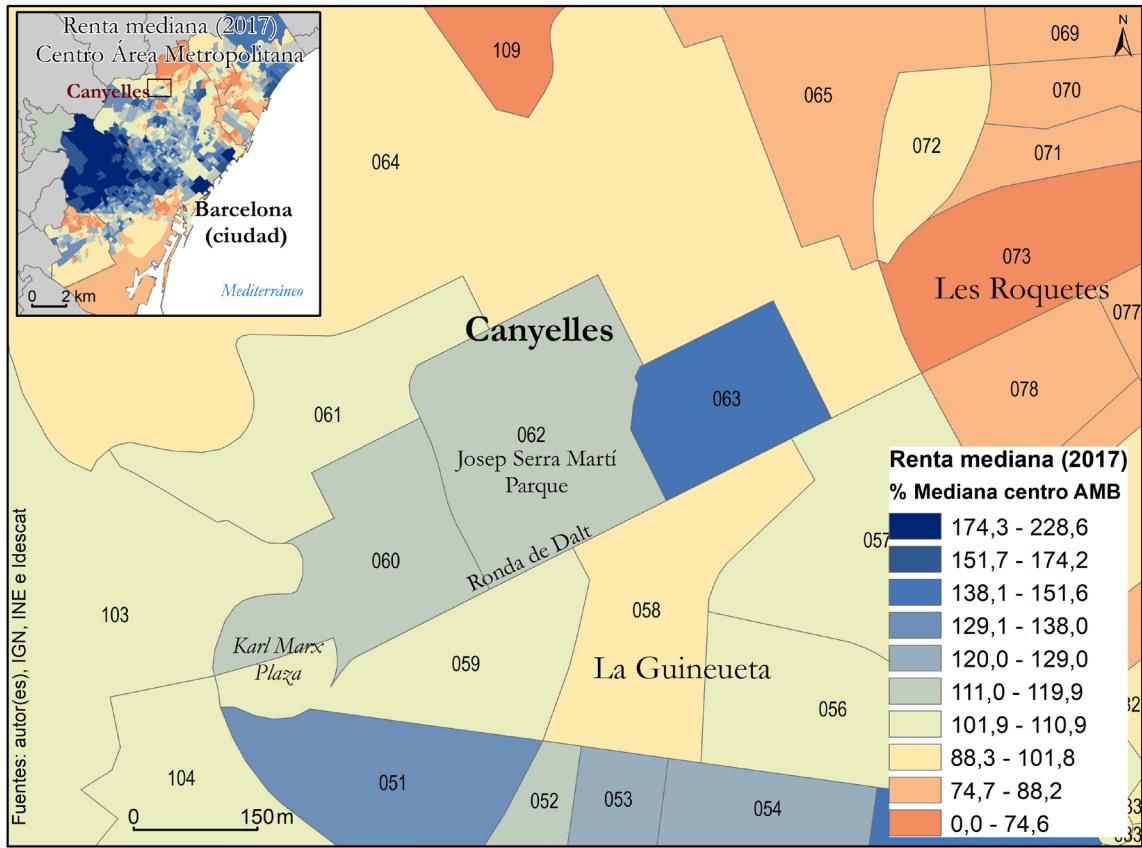 Renta mediana (2017)
Centro Área Metropolitana
Canyelles
Barcelona
(ciudad)
Mediterráneo
0 2 km
N
109
069
065
070
072
071
064
073
Les Roquetes
077
Canyelles
078
063
061
062
Josep Serra Martí
Parque
057
Ronda de Dalt
060
058
103
Karl Marx
Plaza
059
La Guineueta
056
104
051
052
053
054
0 150 m
Fuentes: autor(es), IGN, INE e Idescat
Renta mediana (2017)
% Mediana centro AMB
174,3 - 228,6
151,7 - 174,2
138,1 - 151,6
129,1 - 138,0
120,0 - 129,0
111,0 - 119,9
101,9 - 110,9
88,3 - 101,8
74,7 - 88,2
0,0 - 74,6